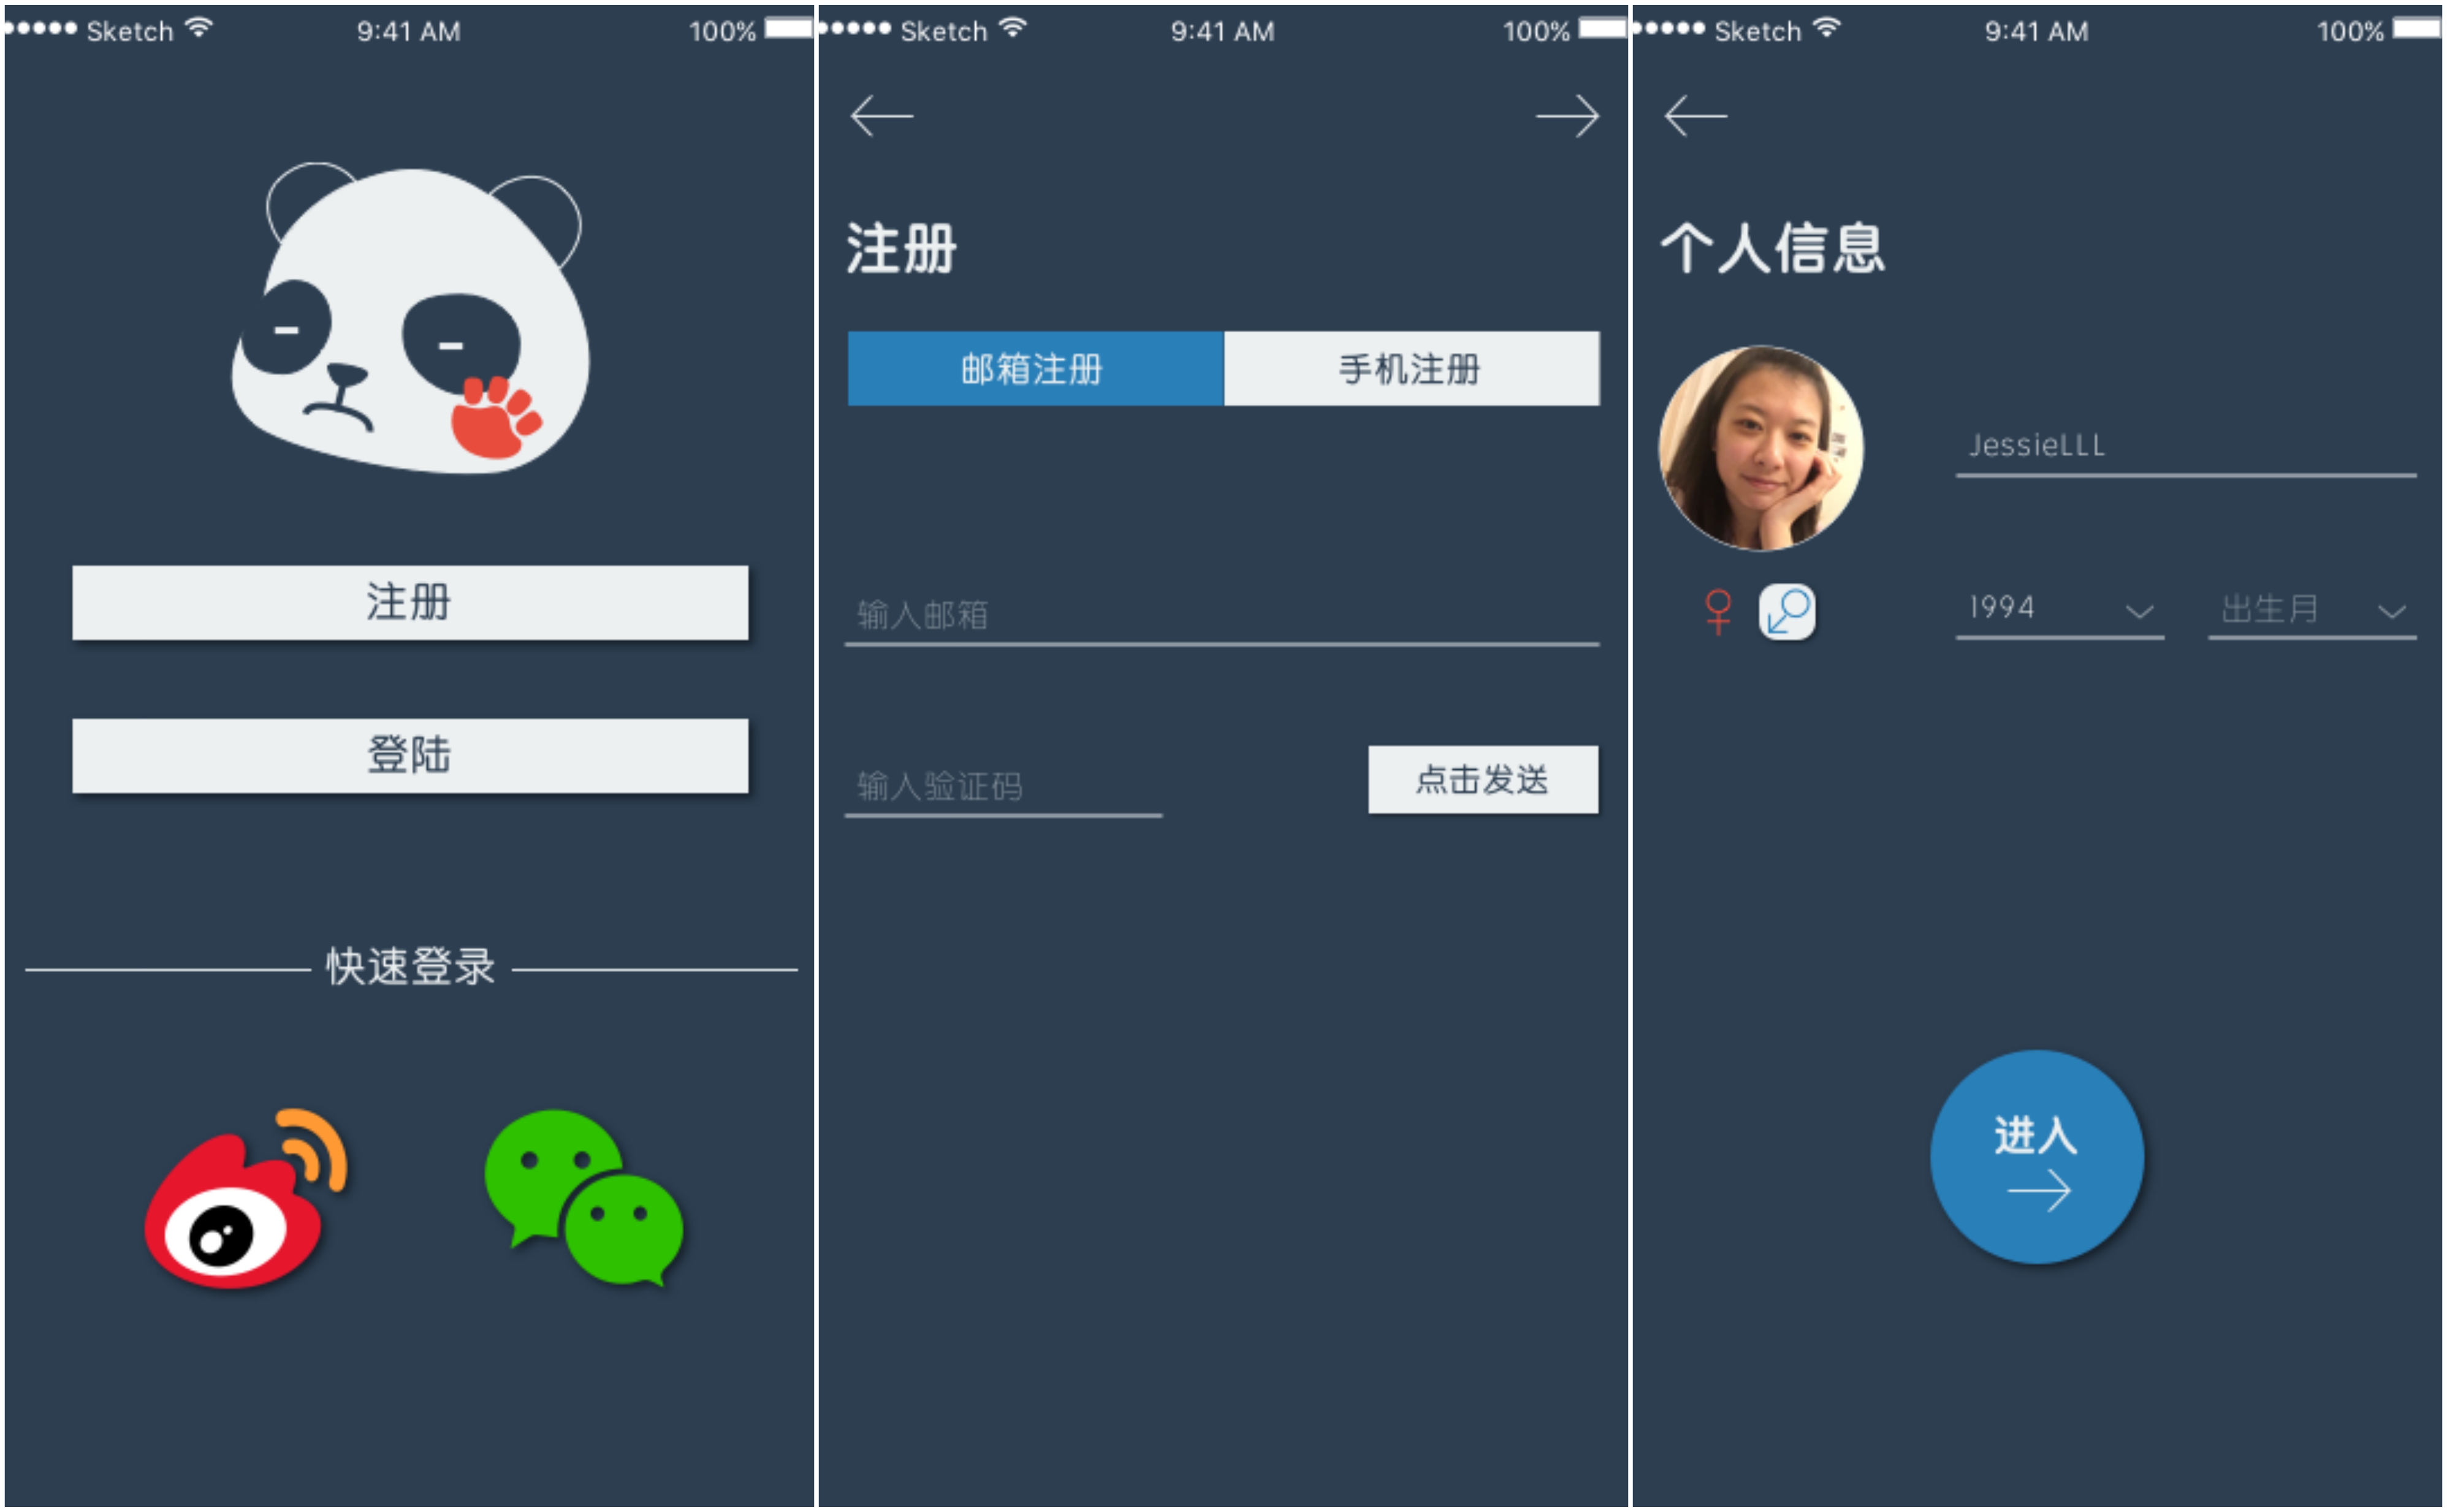 Sketch 9:41 AM 100%
注册
登陆
快速登录
Sketch 9:41 AM 100%
注册
邮箱注册 手机注册
输入邮箱
输入验证码 点击发送
Sketch 9:41 AM 100%
个人信息
JessieLLL
1994 出生月
进入